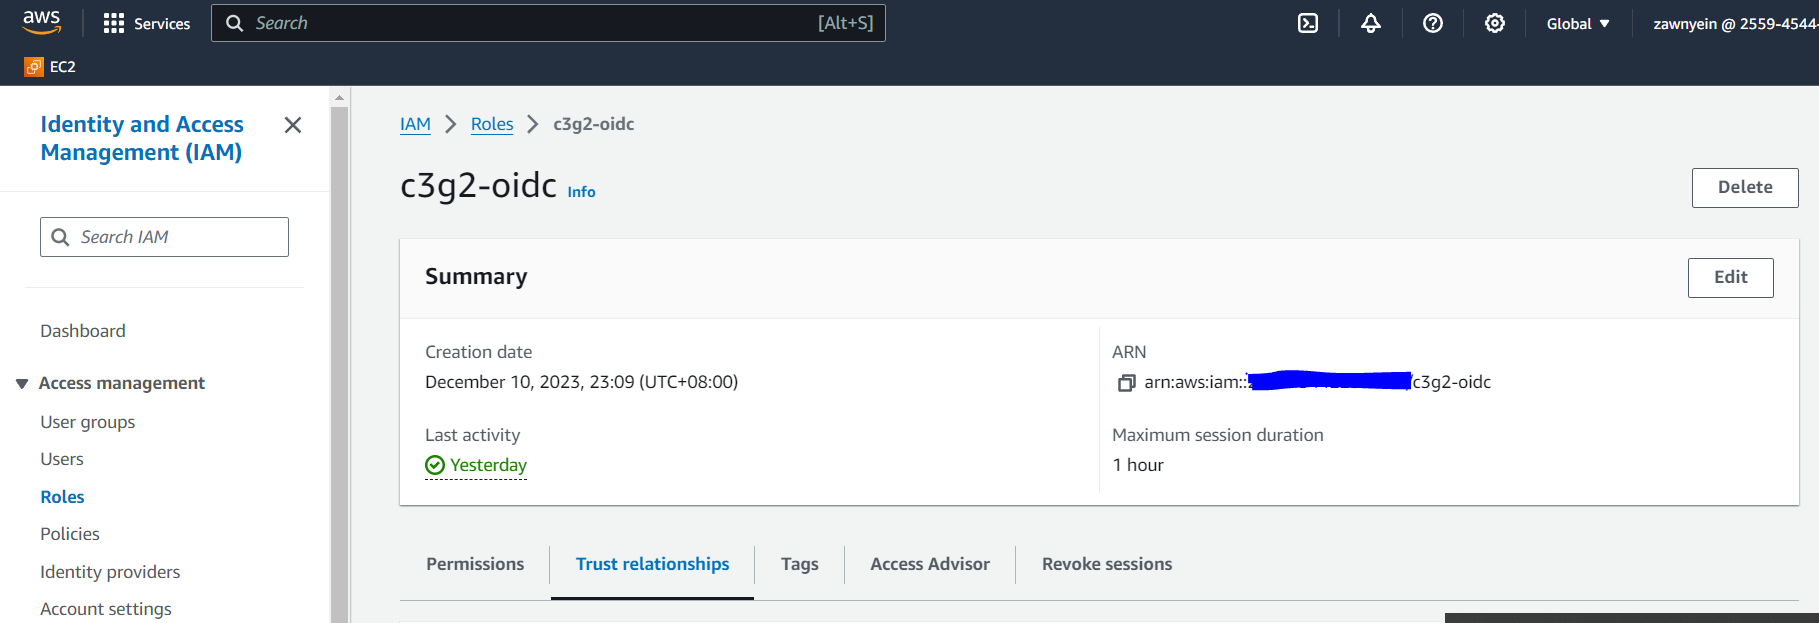 aws
Services
Search
[Alt+S]
Global
zawnyein @ 2559-4544-
EC2
Identity and Access
Management (IAM)
Search IAM
Dashboard
Access management
User groups
Users
Roles
Policies
Identity providers
Account settings
IAM > Roles > c3g2-oidc
c3g2-oidc Info
Delete
Summary
Edit
Creation date
December 10, 2023, 23:09 (UTC+08:00)
ARN
arn:aws:iam:: /c3g2-oidc
Last activity
Yesterday
Maximum session duration
1 hour
Permissions
Trust relationships
Tags
Access Advisor
Revoke sessions